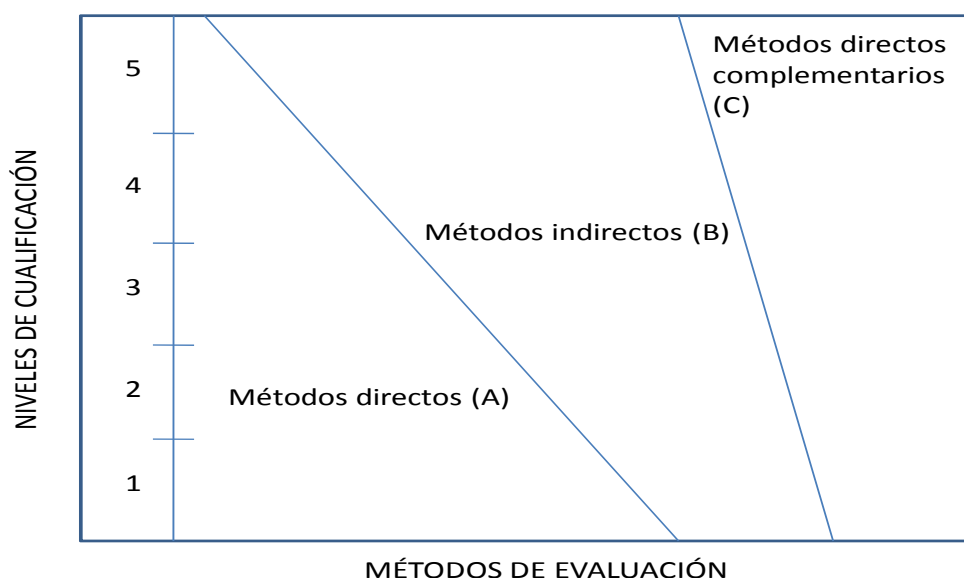 Métodos directos
complementarios
(C)
5
4
Métodos indirectos (B)
3
2
Métodos directos (A)
1
NIVELES DE CUALIFICACIÓN
MÉTODOS DE EVALUACIÓN